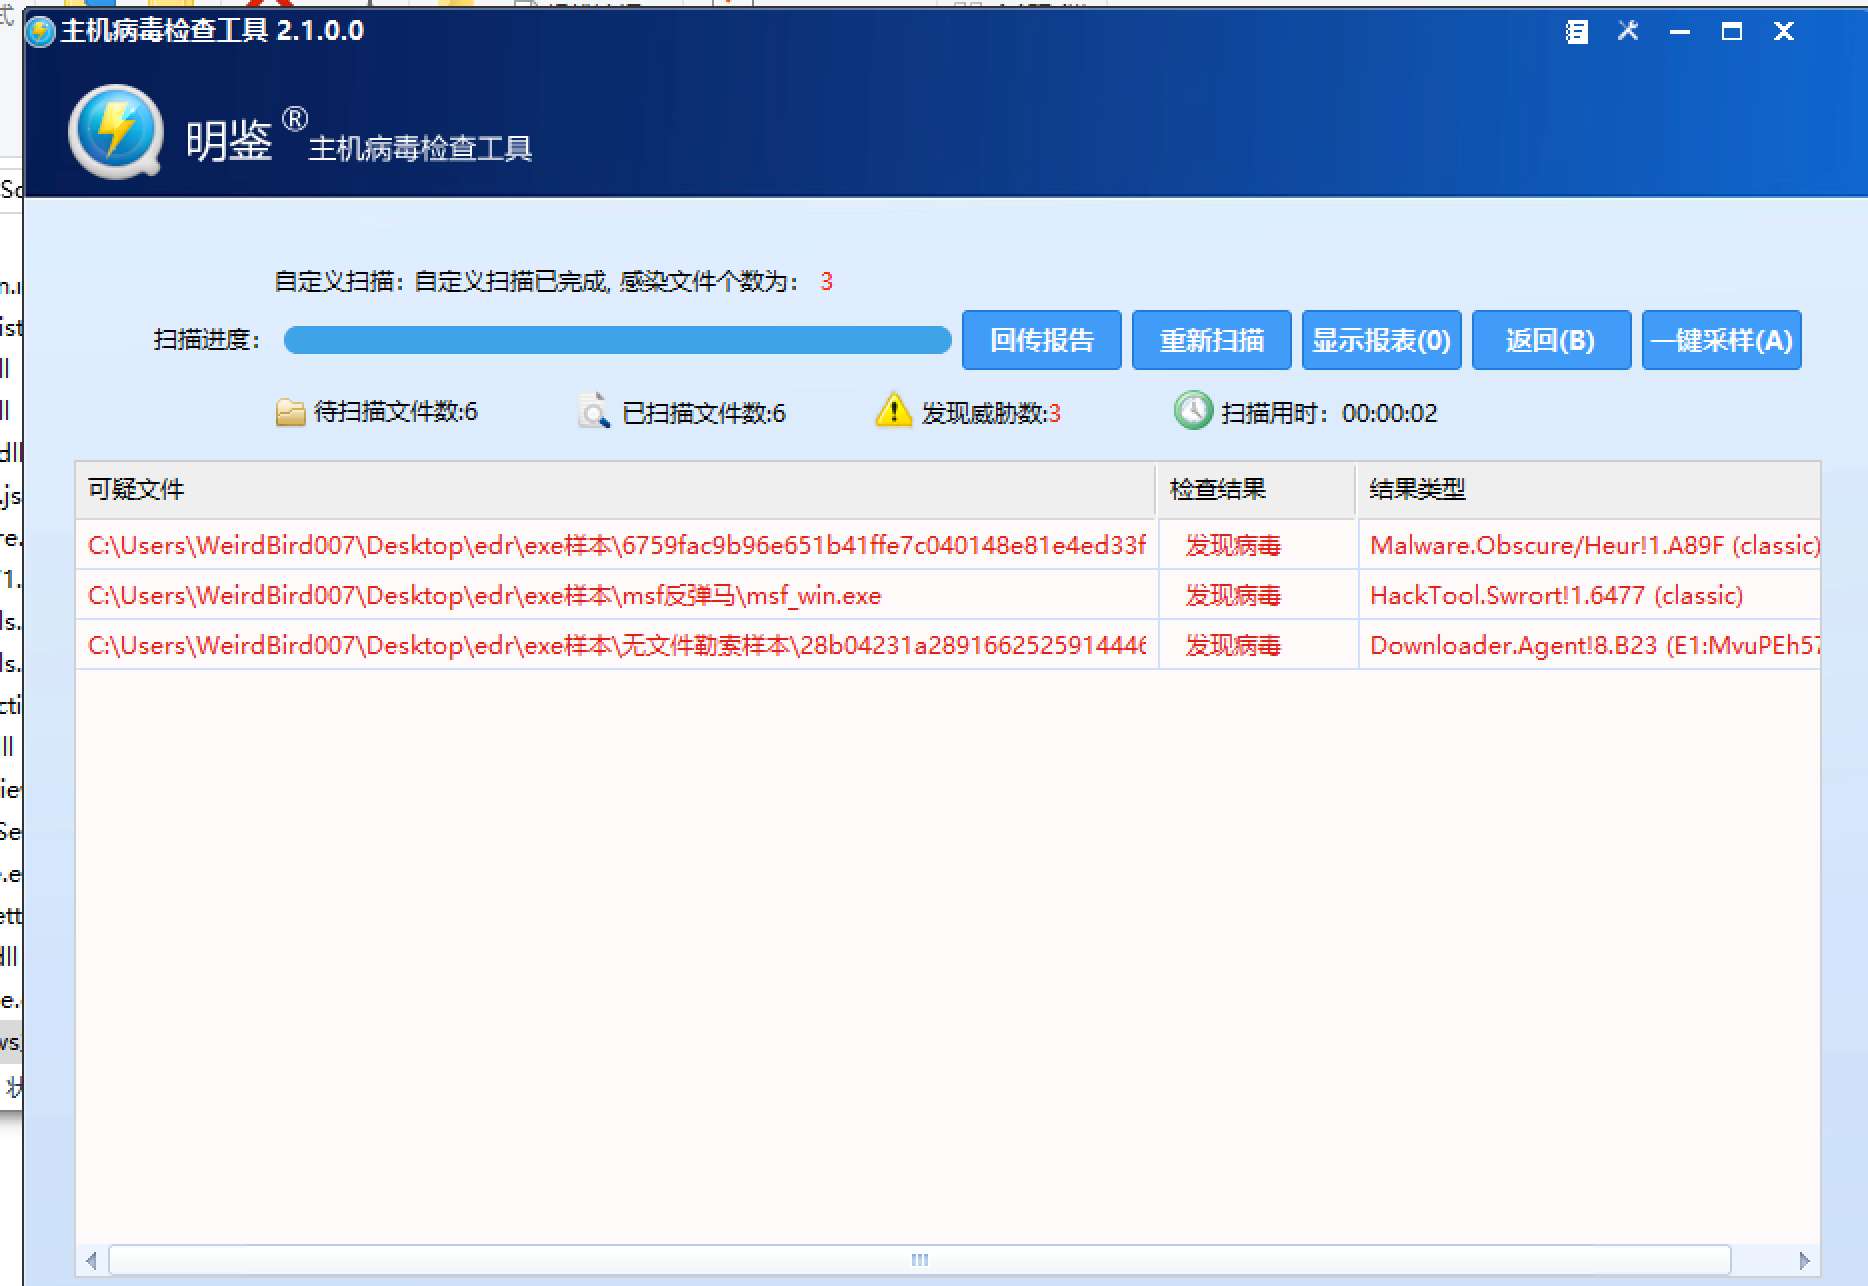 主机病毒检查工具 2.1.0.0
明鉴®主机病毒检查工具
自定义扫描：自定义扫描已完成, 感染文件个数为： 3
扫描进度：
回传报告
重新扫描
显示报表(0)
返回(B)
一键采样(A)
待扫描文件数:6
已扫描文件数:6
发现威胁数:3
扫描用时： 00:00:02
可疑文件 检查结果 结果类型
C:\Users\WeirdBird007\Desktop\edr\exe样本\6759fac9b96e651b41ffe7c040148e81e4ed33f 发现病毒 Malware.Obscure/Heur!1.A89F (classic)
C:\Users\WeirdBird007\Desktop\edr\exe样本\msf反弹马\msf_win.exe 发现病毒 HackTool.Swrort!1.6477 (classic)
C:\Users\WeirdBird007\Desktop\edr\exe样本\无文件勒索样本\28b04231a2891662525914446 发现病毒 Downloader.Agent!8.B23 (E1:MvuPEh57